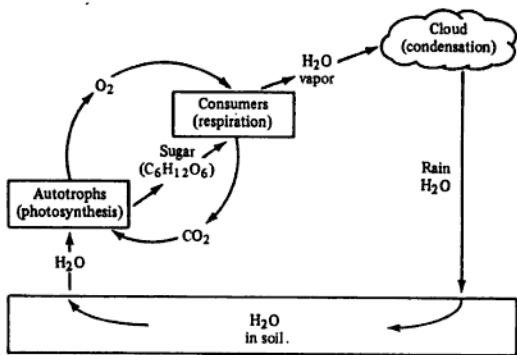 Cloud
(condensation)
H₂O
vapor
O₂
Consumers
(respiration)
Sugar
(C₆H₁₂O₆)
Rain
H₂O
Autotrophs
(photosynthesis)
CO₂
H₂O
H₂O
in soil.